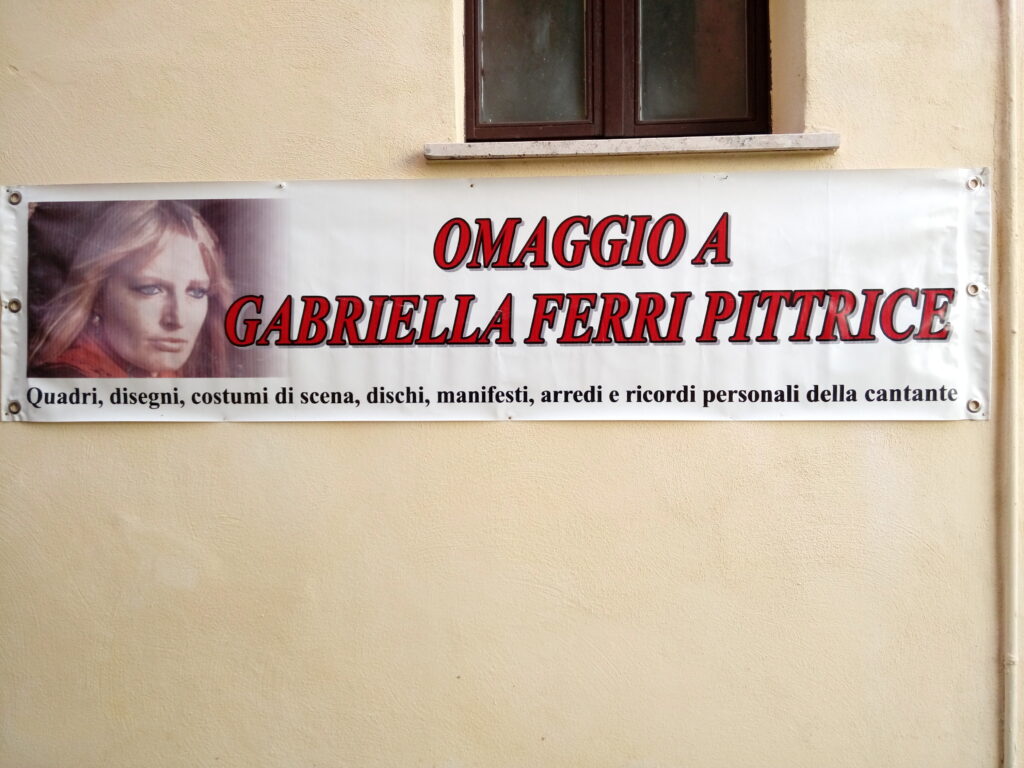 OMAGGIO A
GABRIELLA FERRI PITTRICE
Quadri, disegni, costumi di scena, dischi, manifesti, arredi e ricordi personali della cantante